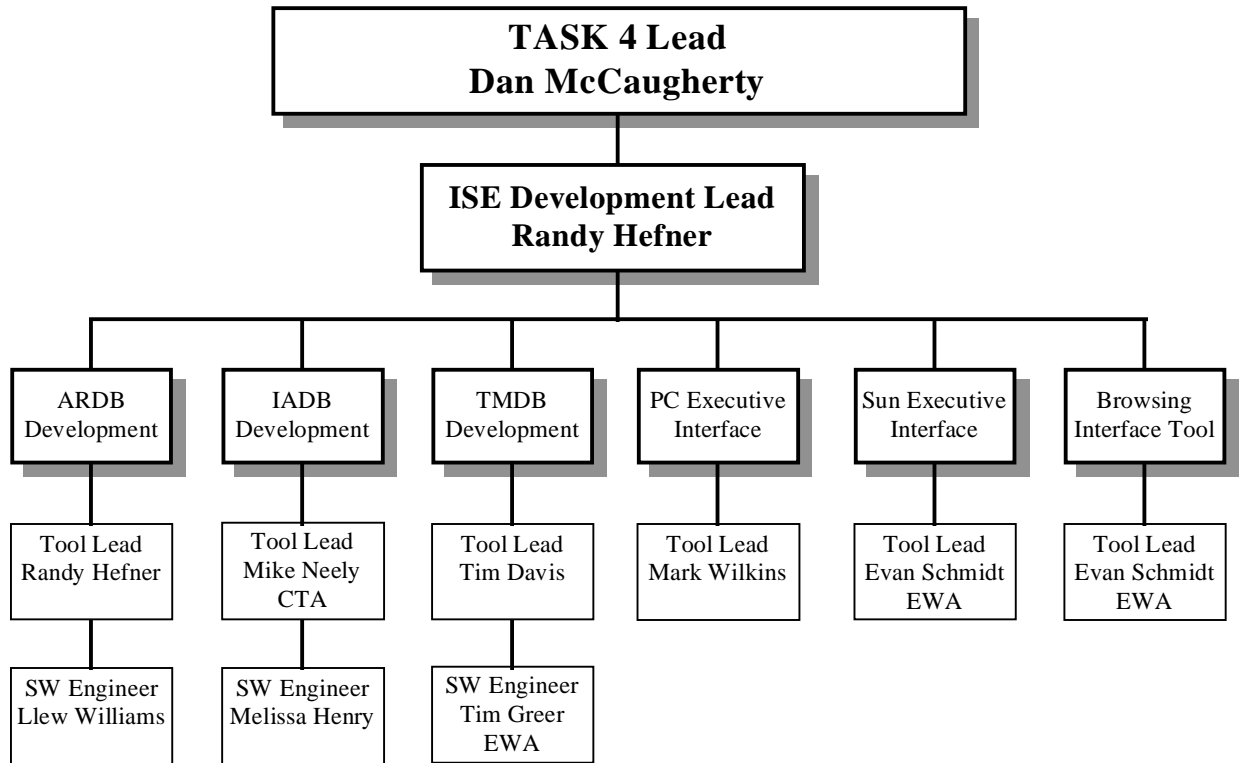 TASK 4 Lead
Dan McCaugherty
ISE Development Lead
Randy Hefner
ARDB
Development
IADB
Development
TMDB
Development
PC Executive
Interface
Sun Executive
Interface
Browsing
Interface Tool
Tool Lead
Randy Hefner
Tool Lead
Mike Neely
CTA
Tool Lead
Tim Davis
Tool Lead
Mark Wilkins
Tool Lead
Evan Schmidt
EWA
Tool Lead
Evan Schmidt
EWA
SW Engineer
Llew Williams
SW Engineer
Melissa Henry
SW Engineer
Tim Greer
EWA